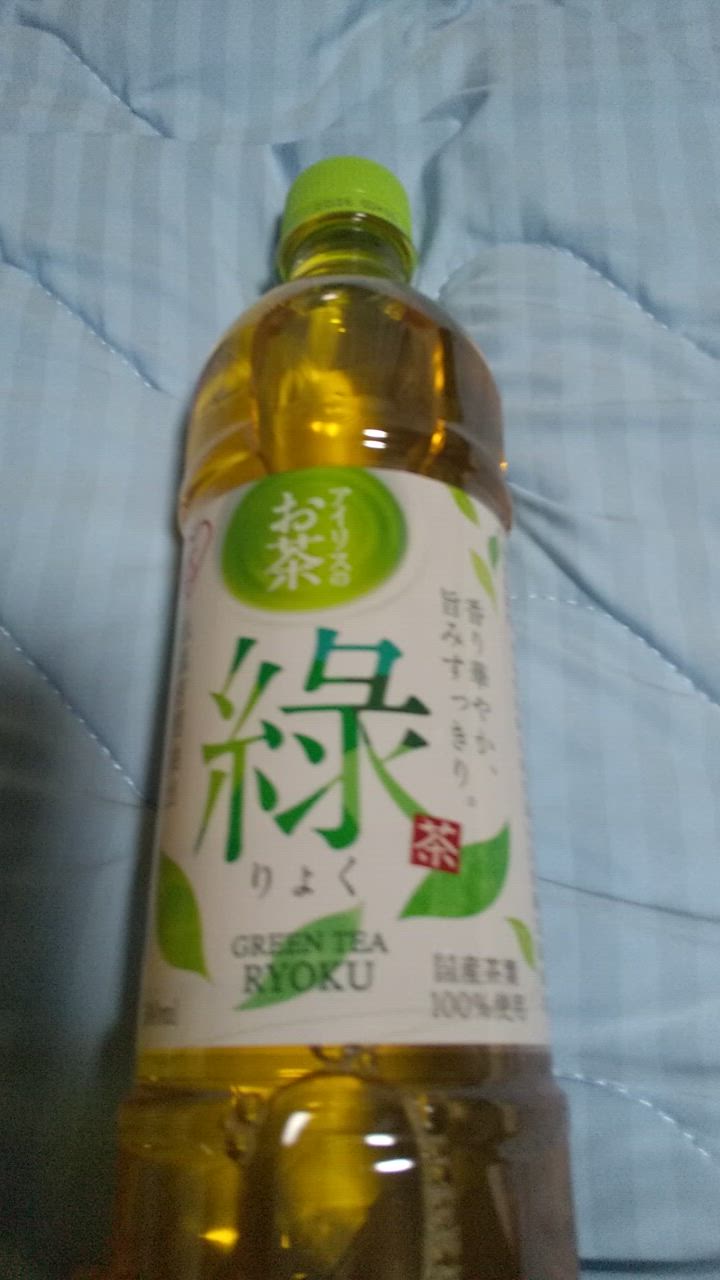 アイリスの
お茶
香り華やか、
旨みすっきり。
緑
茶
りょく
GREEN TEA
RYOKU
国産茶葉
100%使用